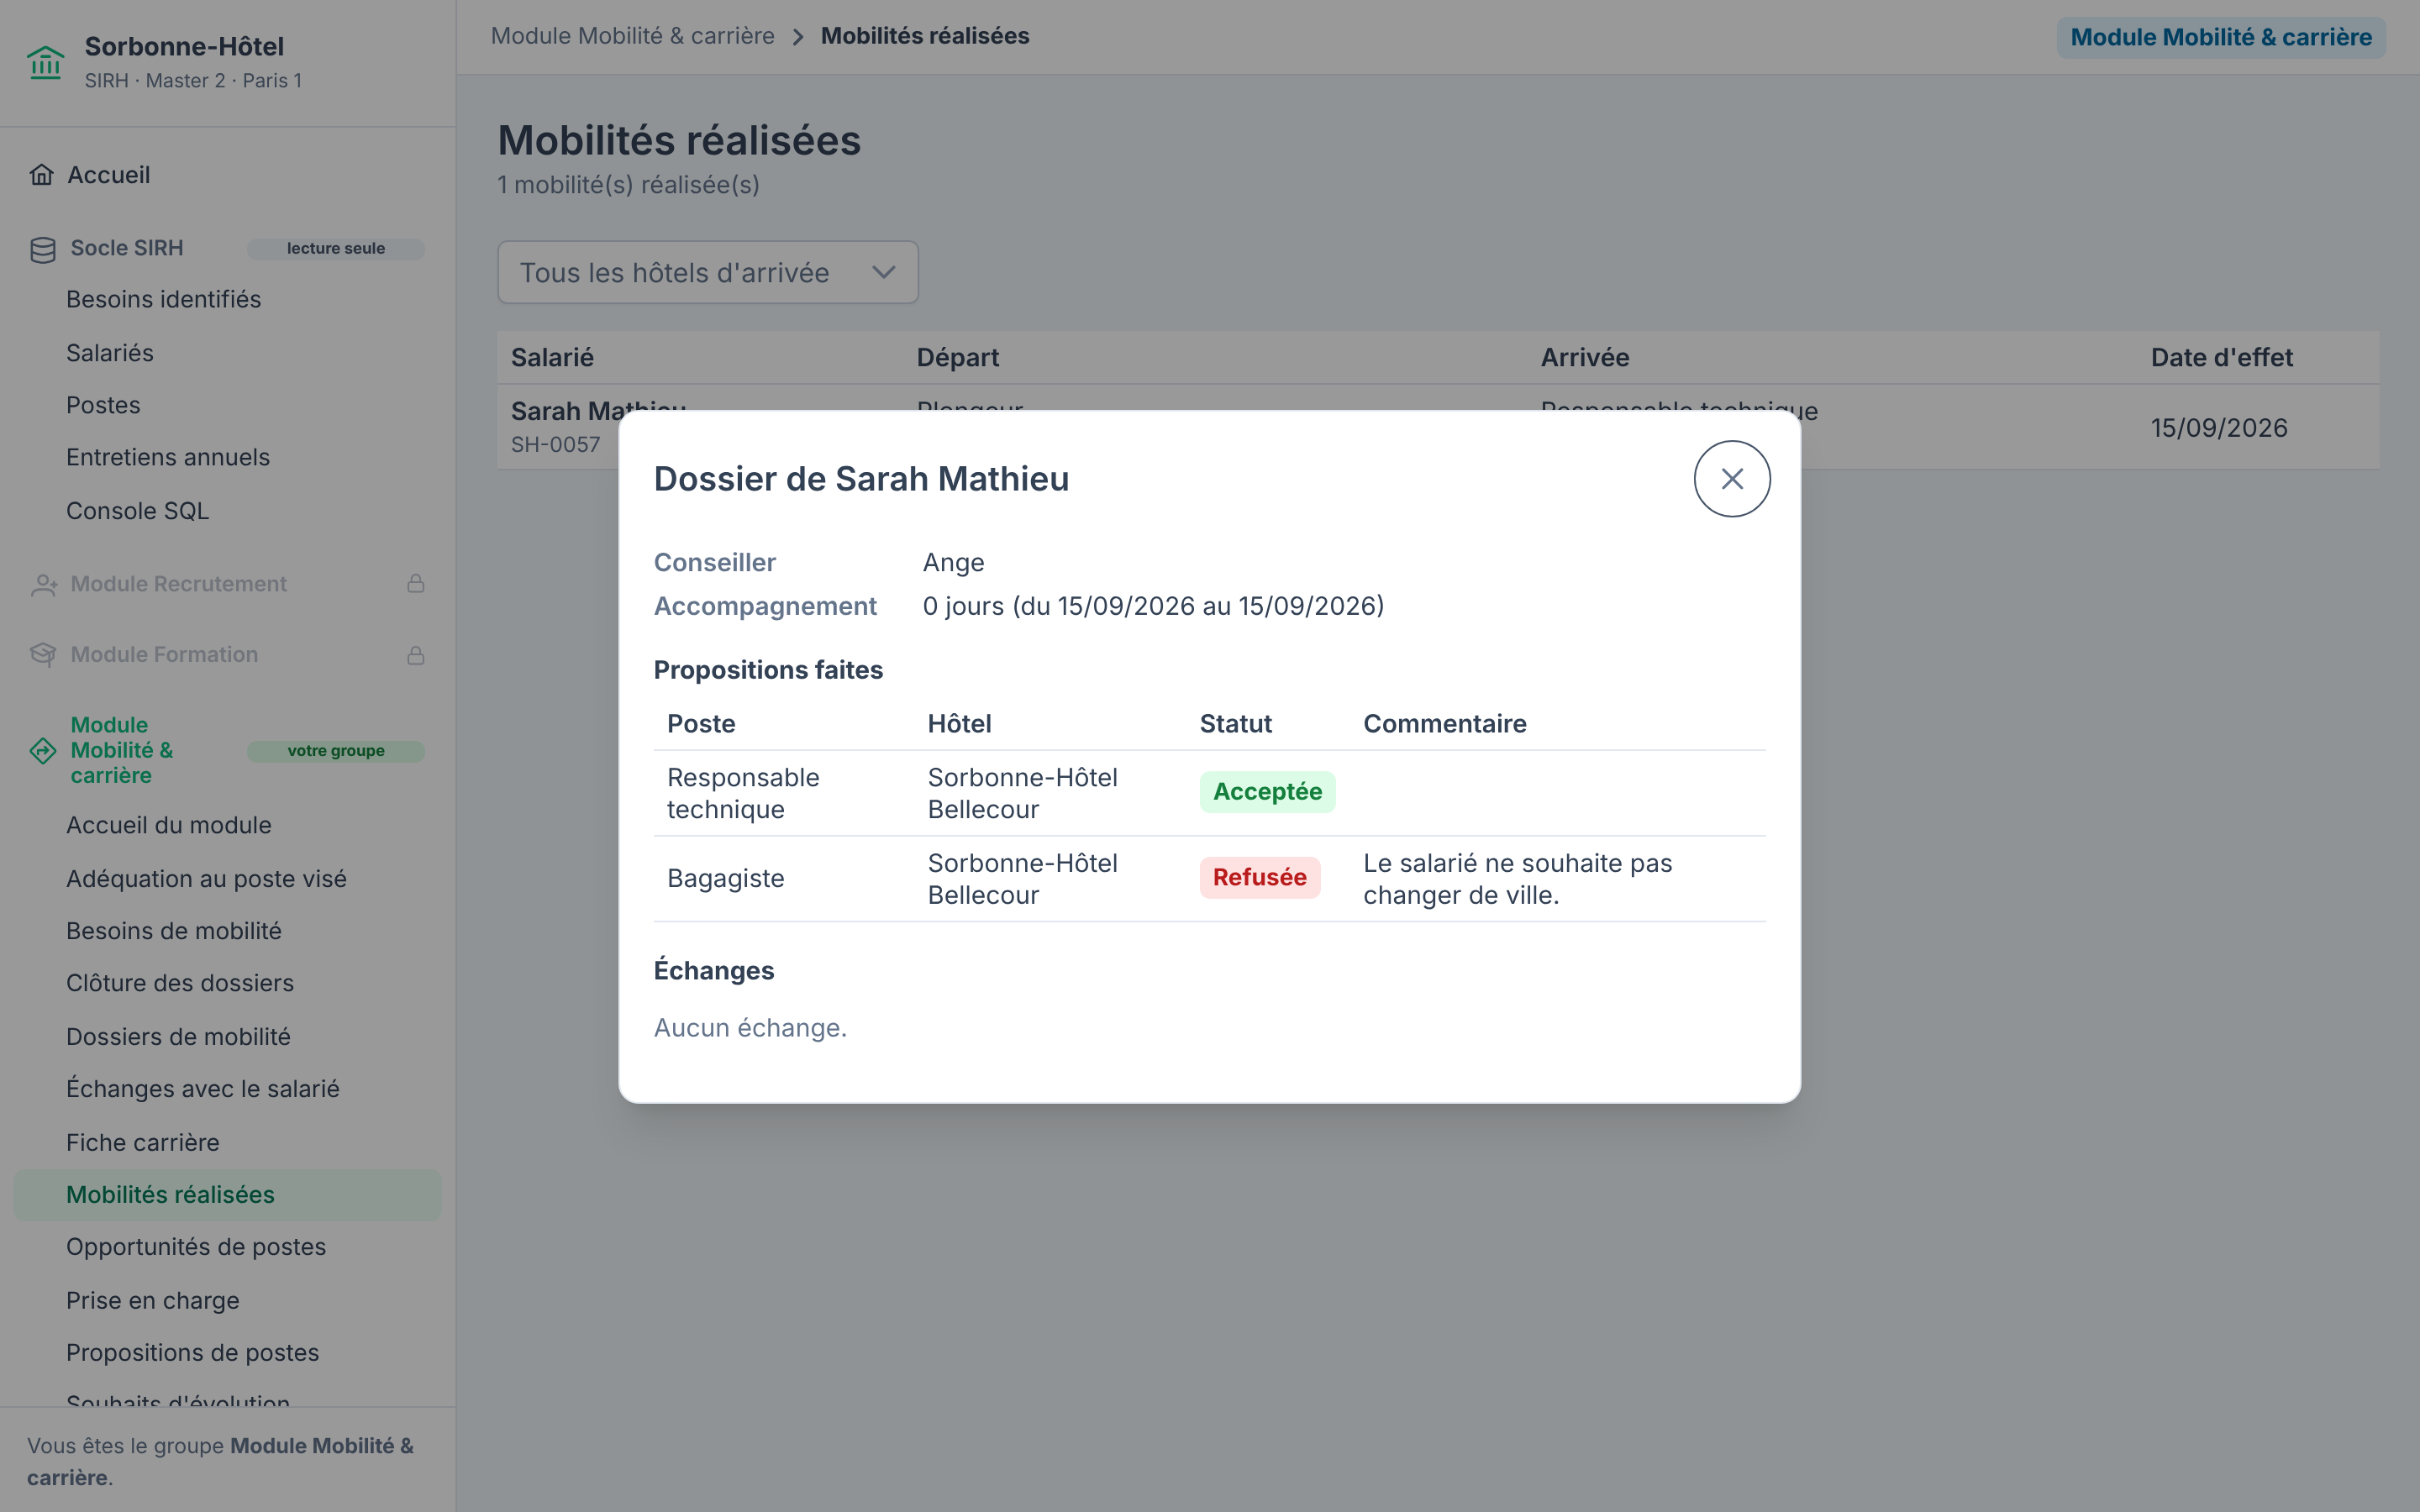 Sorbonne-Hôtel
SIRH · Master 2 · Paris 1
Accueil
Socle SIRH
lecture seule
Besoins identifiés
Salariés
Postes
Entretiens annuels
Console SQL
Module Recrutement
Module Formation
Module
Mobilité &
carrière
votre groupe
Accueil du module
Adéquation au poste visé
Besoins de mobilité
Clôture des dossiers
Dossiers de mobilité
Échanges avec le salarié
Fiche carrière
Mobilités réalisées
Opportunités de postes
Prise en charge
Propositions de postes
Souhaits d'évolution
Vous êtes le groupe Module Mobilité &
carrière.
Module Mobilité & carrière > Mobilités réalisées
Module Mobilité & carrière
Mobilités réalisées
1 mobilité(s) réalisée(s)
Tous les hôtels d'arrivée
Salarié Départ Arrivée Date d'effet
Sarah Mathieu Plongeur Responsable technique 15/09/2026
SH-0057
Dossier de Sarah Mathieu
Conseiller Ange
Accompagnement 0 jours (du 15/09/2026 au 15/09/2026)
Propositions faites
Poste Hôtel Statut Commentaire
Responsable
technique
Sorbonne-Hôtel
Bellecour
Acceptée
Bagagiste
Sorbonne-Hôtel
Bellecour
Refusée
Le salarié ne souhaite pas
changer de ville.
Échanges
Aucun échange.